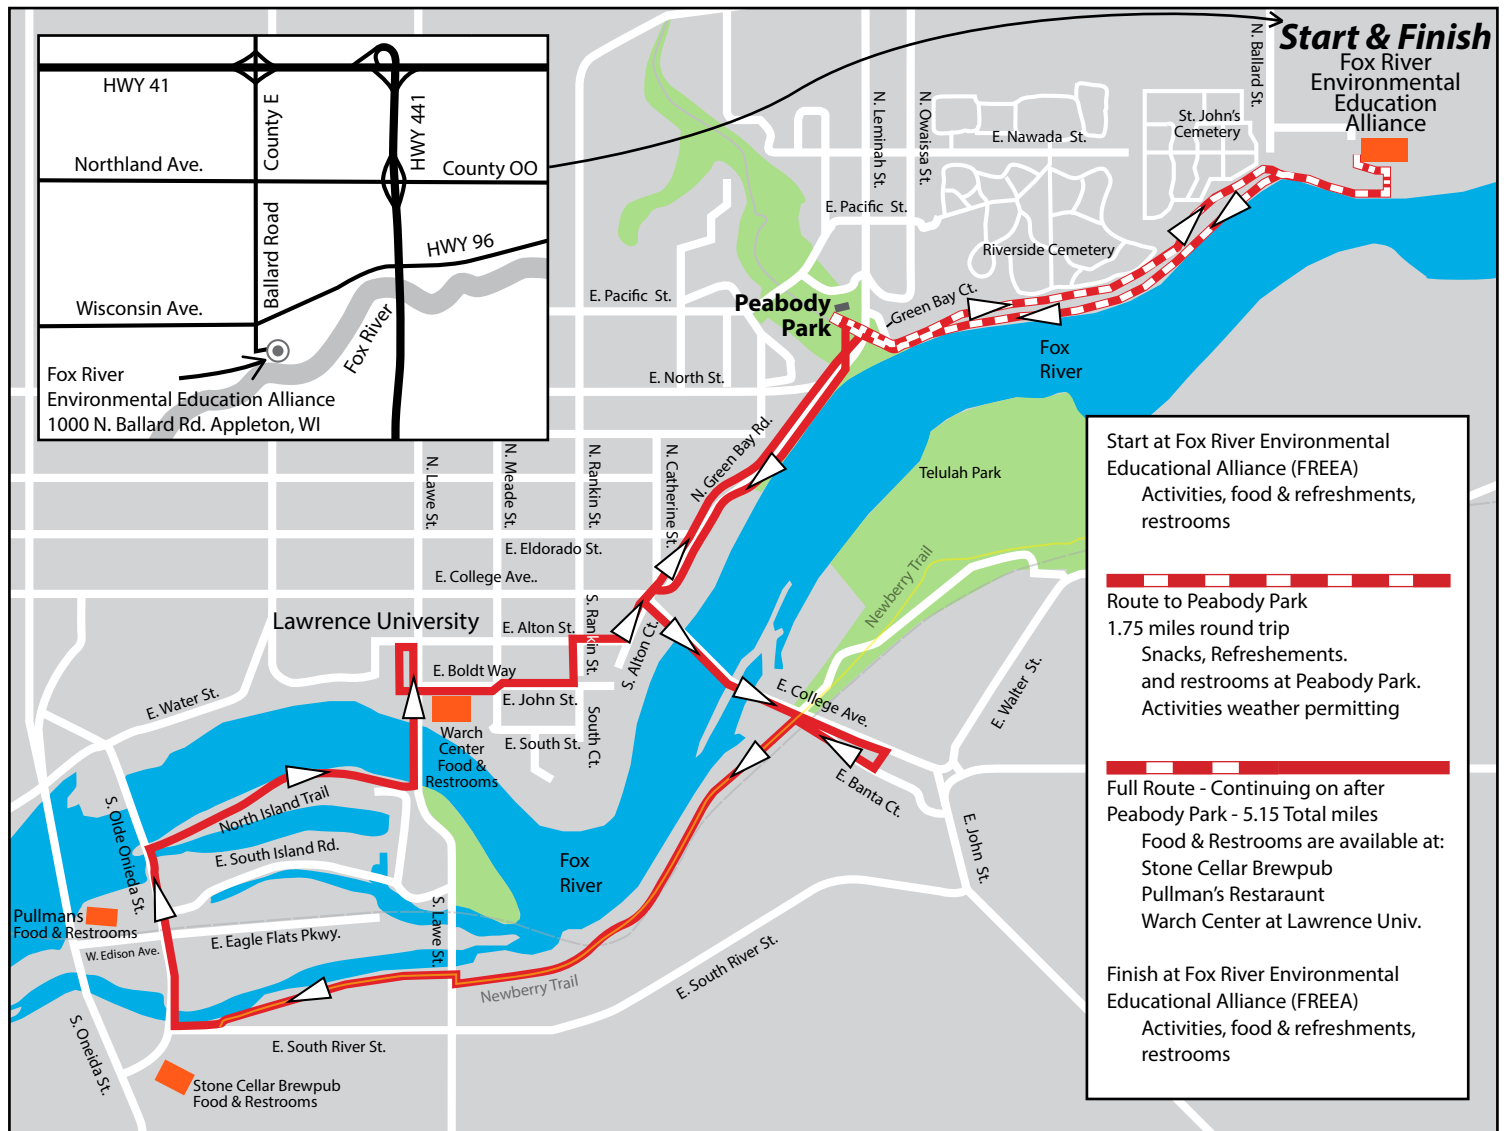 HWY 41
County E
HWY 441
Northland Ave.
County OO
Ballard Road
HWY 96
Wisconsin Ave.
Fox River
Fox River
Environmental Education Alliance
1000 N. Ballard Rd. Appleton, WI
Start & Finish
Fox River
Environmental
Education
Alliance
N. Ballard St.
St. John's
Cemetery
N. Leminah St.
N. Owaissa St.
E. Nawada St.
E. Pacific St.
Riverside Cemetery
E. Pacific St.
Peabody
Park
Green Bay Ct.
Fox
River
E. North St.
N. Green Bay Rd.
Telulah Park
N. Lawe St.
N. Meade St.
N. Rankin St.
N. Catherine St.
E. Eldorado St.
E. College Ave..
Newberry Trail
S. Rankin St.
Lawrence University
E. Alton St.
S. Alton Ct.
E. Boldt Way
E. John St.
E. College Ave.
E. Walter St.
E. Water St.
South Ct.
E. South St.
Warch
Center
Food &
Restrooms
E. Banta Ct.
S. Olde Onieda St.
North Island Trail
E. South Island Rd.
E. John St.
Fox
River
Pullmans
Food & Restrooms
S. Lawe St.
E. Eagle Flats Pkwy.
W. Edison Ave.
E. South River St.
Newberry Trail
S. Oneida St.
E. South River St.
Stone Cellar Brewpub
Food & Restrooms
Start at Fox River Environmental
Educational Alliance (FREEA)
Activities, food & refreshments,
restrooms
Route to Peabody Park
1.75 miles round trip
Snacks, Refreshements.
and restrooms at Peabody Park.
Activities weather permitting
Full Route - Continuing on after
Peabody Park - 5.15 Total miles
Food & Restrooms are available at:
Stone Cellar Brewpub
Pullman's Restaraunt
Warch Center at Lawrence Univ.
Finish at Fox River Environmental
Educational Alliance (FREEA)
Activities, food & refreshments,
restrooms